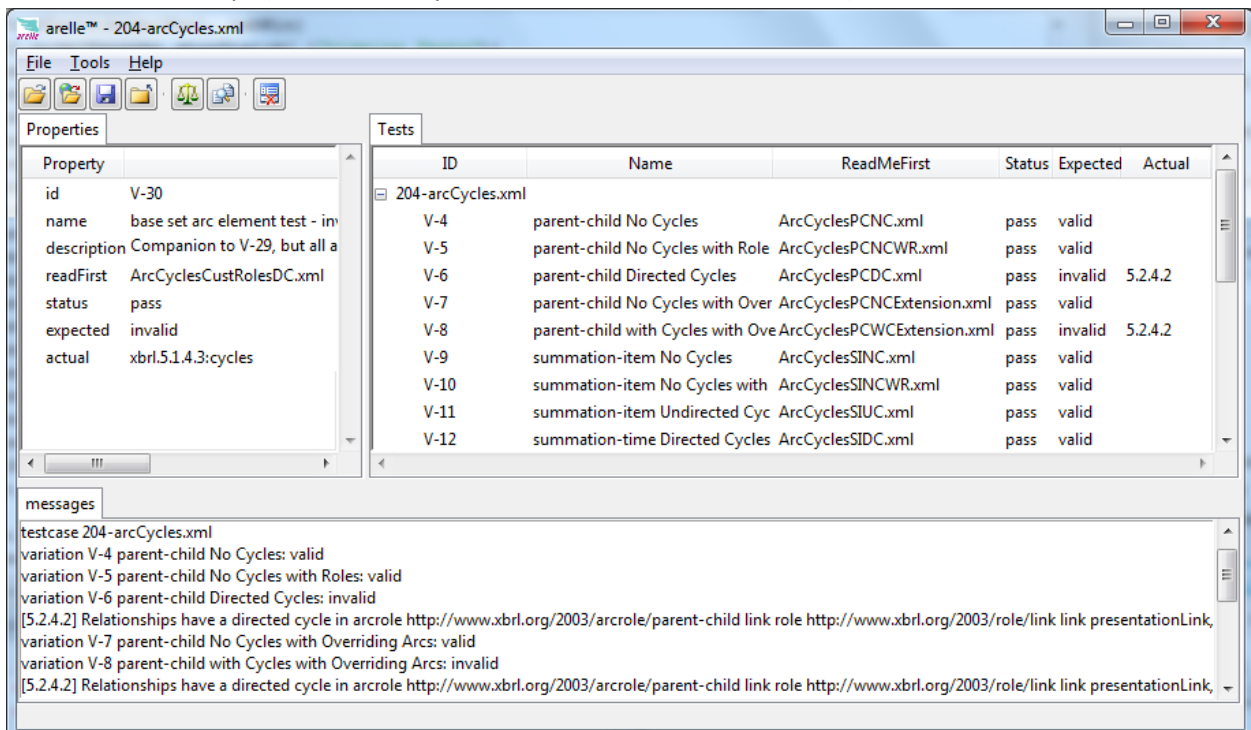 arelle™ - 204-arcCycles.xml
File Tools Help
Properties
Tests
Property
id V-30
name base set arc element test - inv
description Companion to V-29, but all a
readFirst ArcCyclesCustRolesDC.xml
status pass
expected invalid
actual xbrl.5.1.4.3:cycles
ID Name ReadMeFirst Status Expected Actual
204-arcCycles.xml
V-4 parent-child No Cycles ArcCyclesPCNC.xml pass valid
V-5 parent-child No Cycles with Role ArcCyclesPCNCWR.xml pass valid
V-6 parent-child Directed Cycles ArcCyclesPCDC.xml pass invalid 5.2.4.2
V-7 parent-child No Cycles with Over ArcCyclesPCNCExtension.xml pass valid
V-8 parent-child with Cycles with Ove ArcCyclesPCWCExtension.xml pass invalid 5.2.4.2
V-9 summation-item No Cycles ArcCyclesSINC.xml pass valid
V-10 summation-item No Cycles with ArcCyclesSINCWR.xml pass valid
V-11 summation-item Undirected Cyc ArcCyclesSIUC.xml pass valid
V-12 summation-time Directed Cycles ArcCyclesSIDC.xml pass valid
messages
testcase 204-arcCycles.xml
variation V-4 parent-child No Cycles: valid
variation V-5 parent-child No Cycles with Roles: valid
variation V-6 parent-child Directed Cycles: invalid
[5.2.4.2] Relationships have a directed cycle in arcrole http://www.xbrl.org/2003/arcrole/parent-child link role http://www.xbrl.org/2003/role/link link presentationLink,
variation V-7 parent-child No Cycles with Overriding Arcs: valid
variation V-8 parent-child with Cycles with Overriding Arcs: invalid
[5.2.4.2] Relationships have a directed cycle in arcrole http://www.xbrl.org/2003/arcrole/parent-child link role http://www.xbrl.org/2003/role/link link presentationLink,